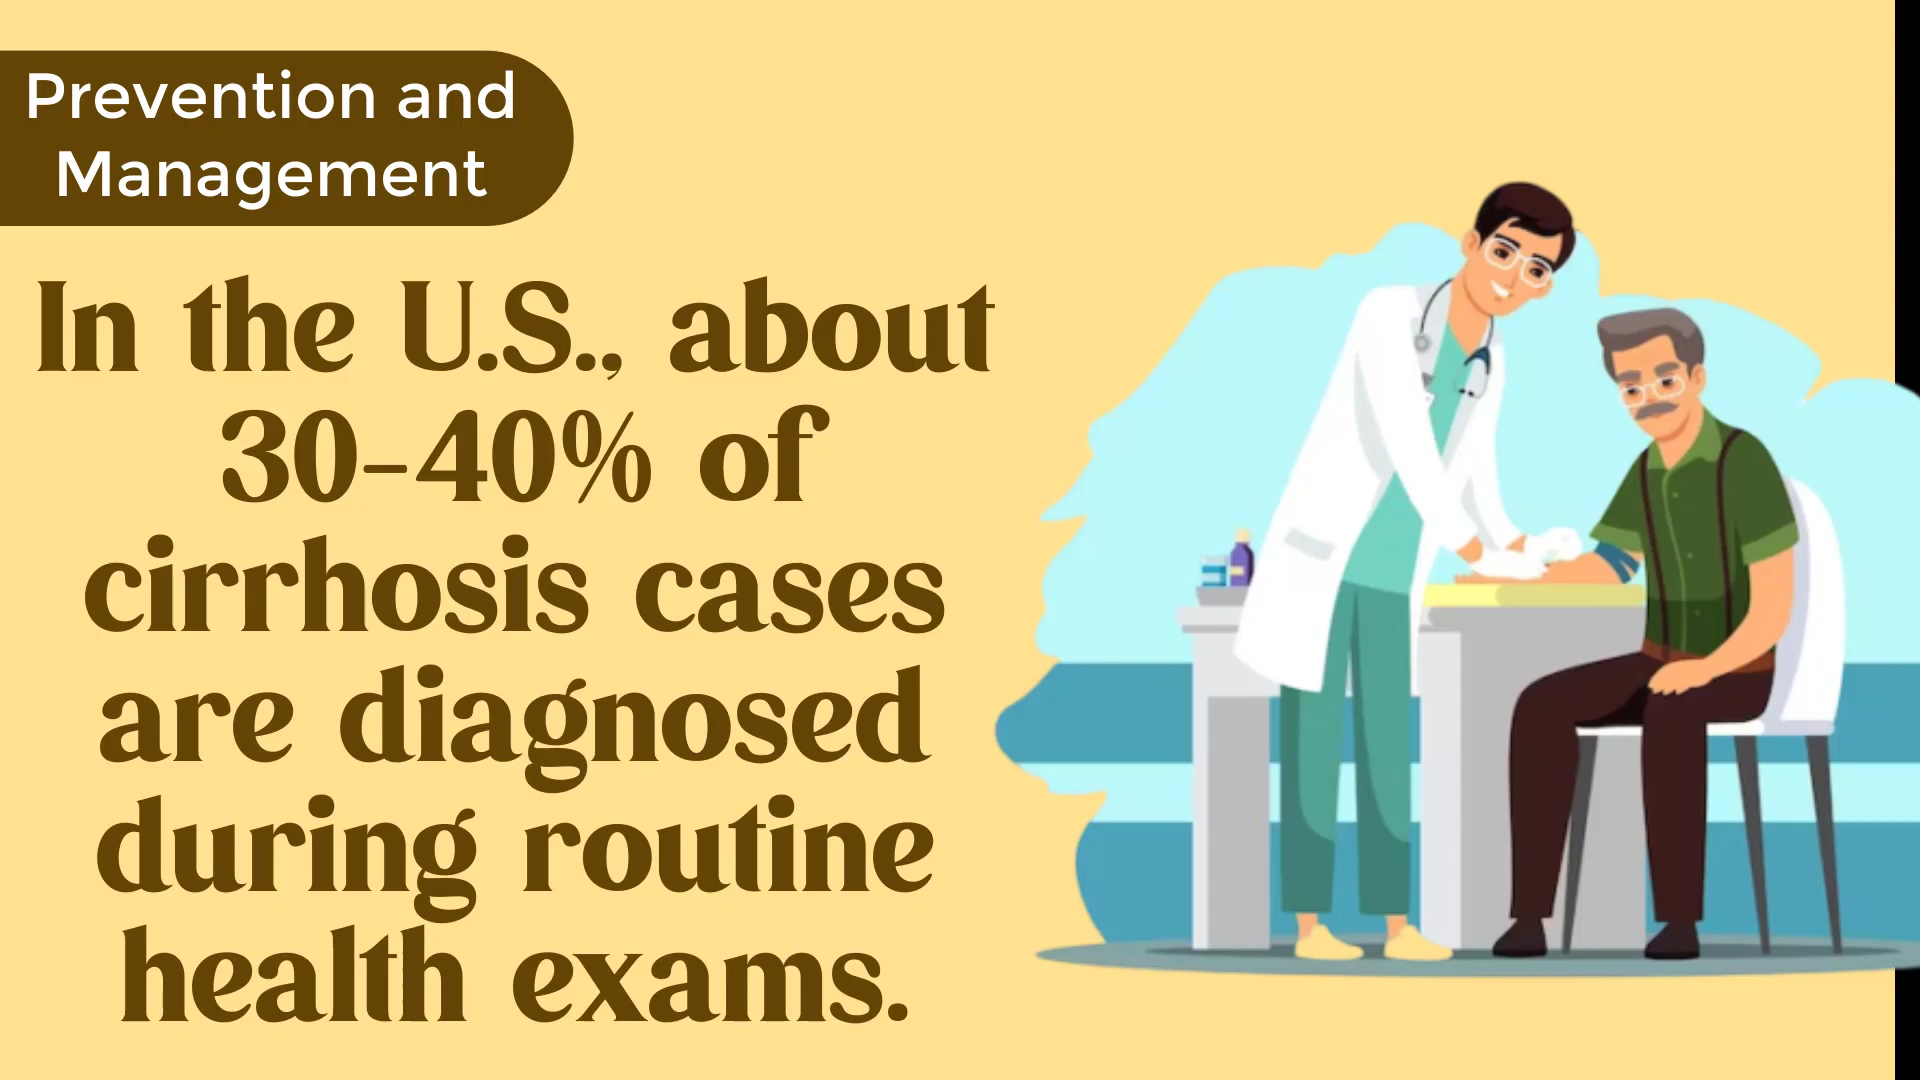 Prevention and
Management
In the U.S., about
30-40% of
cirrhosis cases
are diagnosed
during routine
health exams.